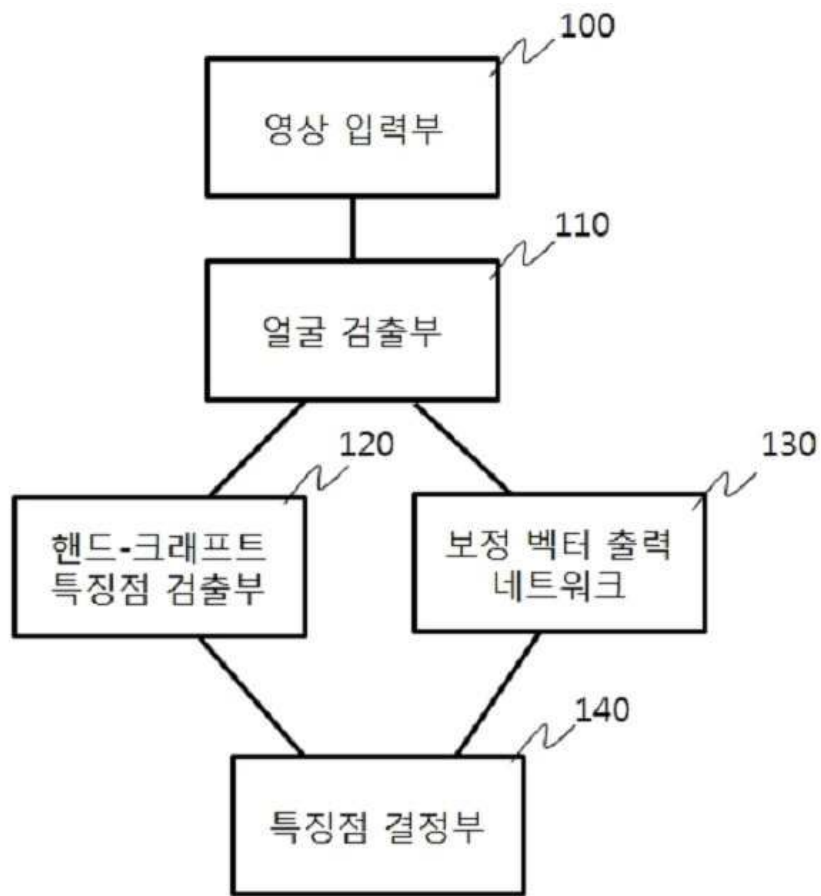 100
영상 입력부
110
얼굴 검출부
120
핸드-크래프트
특징점 검출부
130
보정 벡터 출력
네트워크
140
특징점 결정부